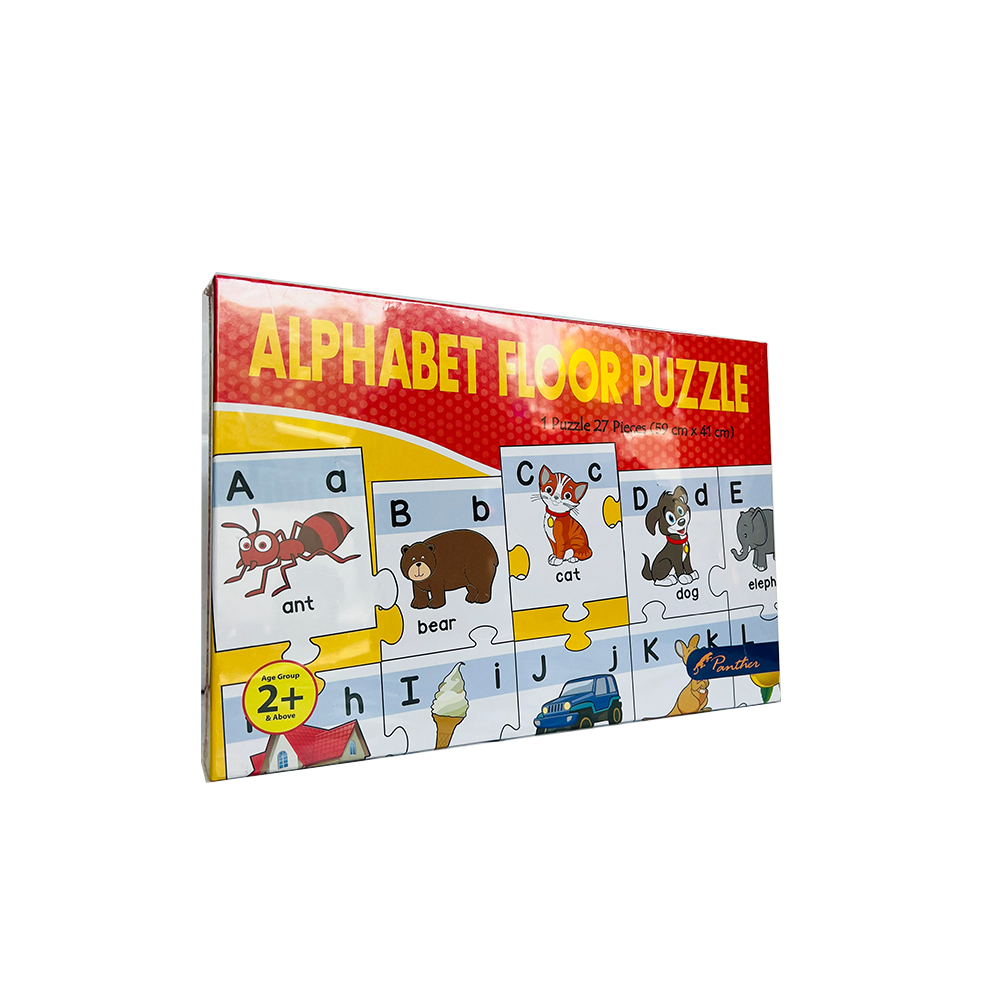 ALPHABET FLOOR PUZZLE
1 Puzzle 27 Pieces (59 cm x 41 cm)
A a
ant
B b
bear
C c
cat
D d
dog
E
eleph
Age Group
2+
& Above
h
I i
J j
K k
Panther